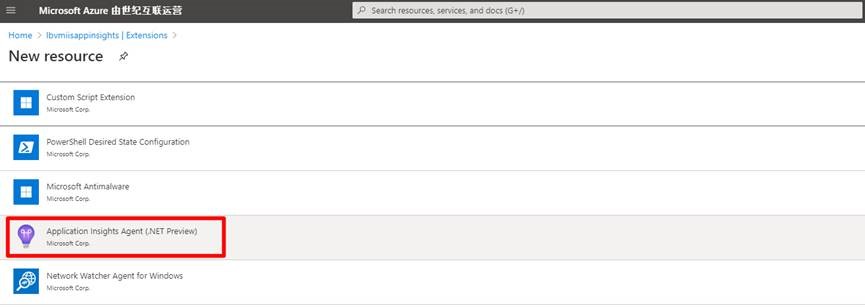 Microsoft Azure 由世纪互联运营
Search resources, services, and docs (G+/)
Home > lbvmiisappinsights | Extensions >
New resource
Custom Script Extension
Microsoft Corp.
PowerShell Desired State Configuration
Microsoft Corp.
Microsoft Antimalware
Microsoft Corp.
Application Insights Agent (.NET Preview)
Microsoft Corp.
Network Watcher Agent for Windows
Microsoft Corp.